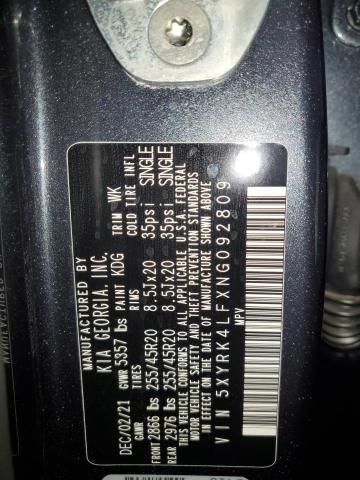 MANUFACTURED BY
KIA GEORGIA, INC.
DEC/02/21 GVWR 5357 lbs PAINT KDG TRIM WK
GAWR TIRES RIMS COLD TIRE INFL
FRONT 2866 lbs 255/45R20 8.5Jx20 35psi SINGLE
REAR 2976 lbs 255/45R20 8.5Jx20 35psi SINGLE
THIS VEHICLE CONFORMS TO ALL APPLICABLE U.S.A. FEDERAL
MOTOR VEHICLE SAFETY AND THEFT PREVENTION
STANDARDS IN EFFECT ON THE DATE OF MANUFACTURE SHOWN ABOVE
VIN 5XYRK4LFXNG092809
MPV